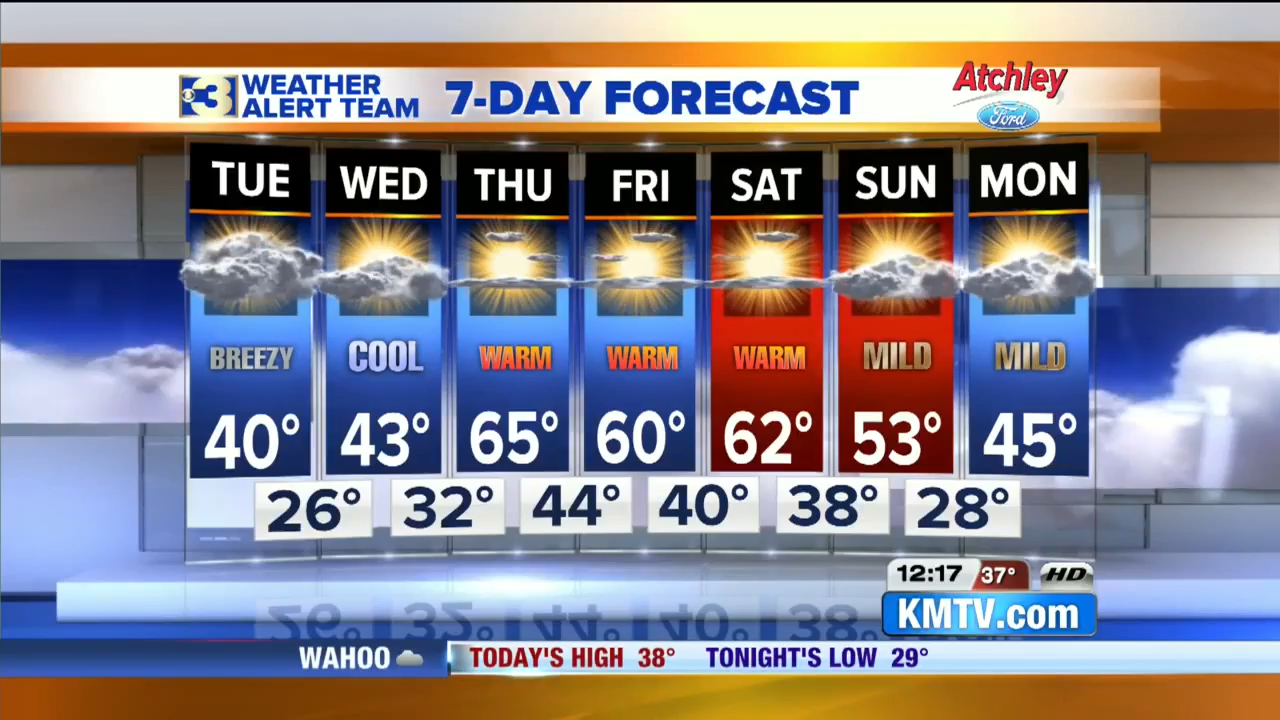 3 WEATHER ALERT TEAM
7-DAY FORECAST
Atchley
Ford
TUE WED THU FRI SAT SUN MON
BREEZY COOL WARM WARM WARM MILD MILD
40° 43° 65° 60° 62° 53° 45°
26° 32° 44° 40° 38° 28°
12:17 37° HD
KMTV.com
WAHOO TODAY'S HIGH 38° TONIGHT'S LOW 29°